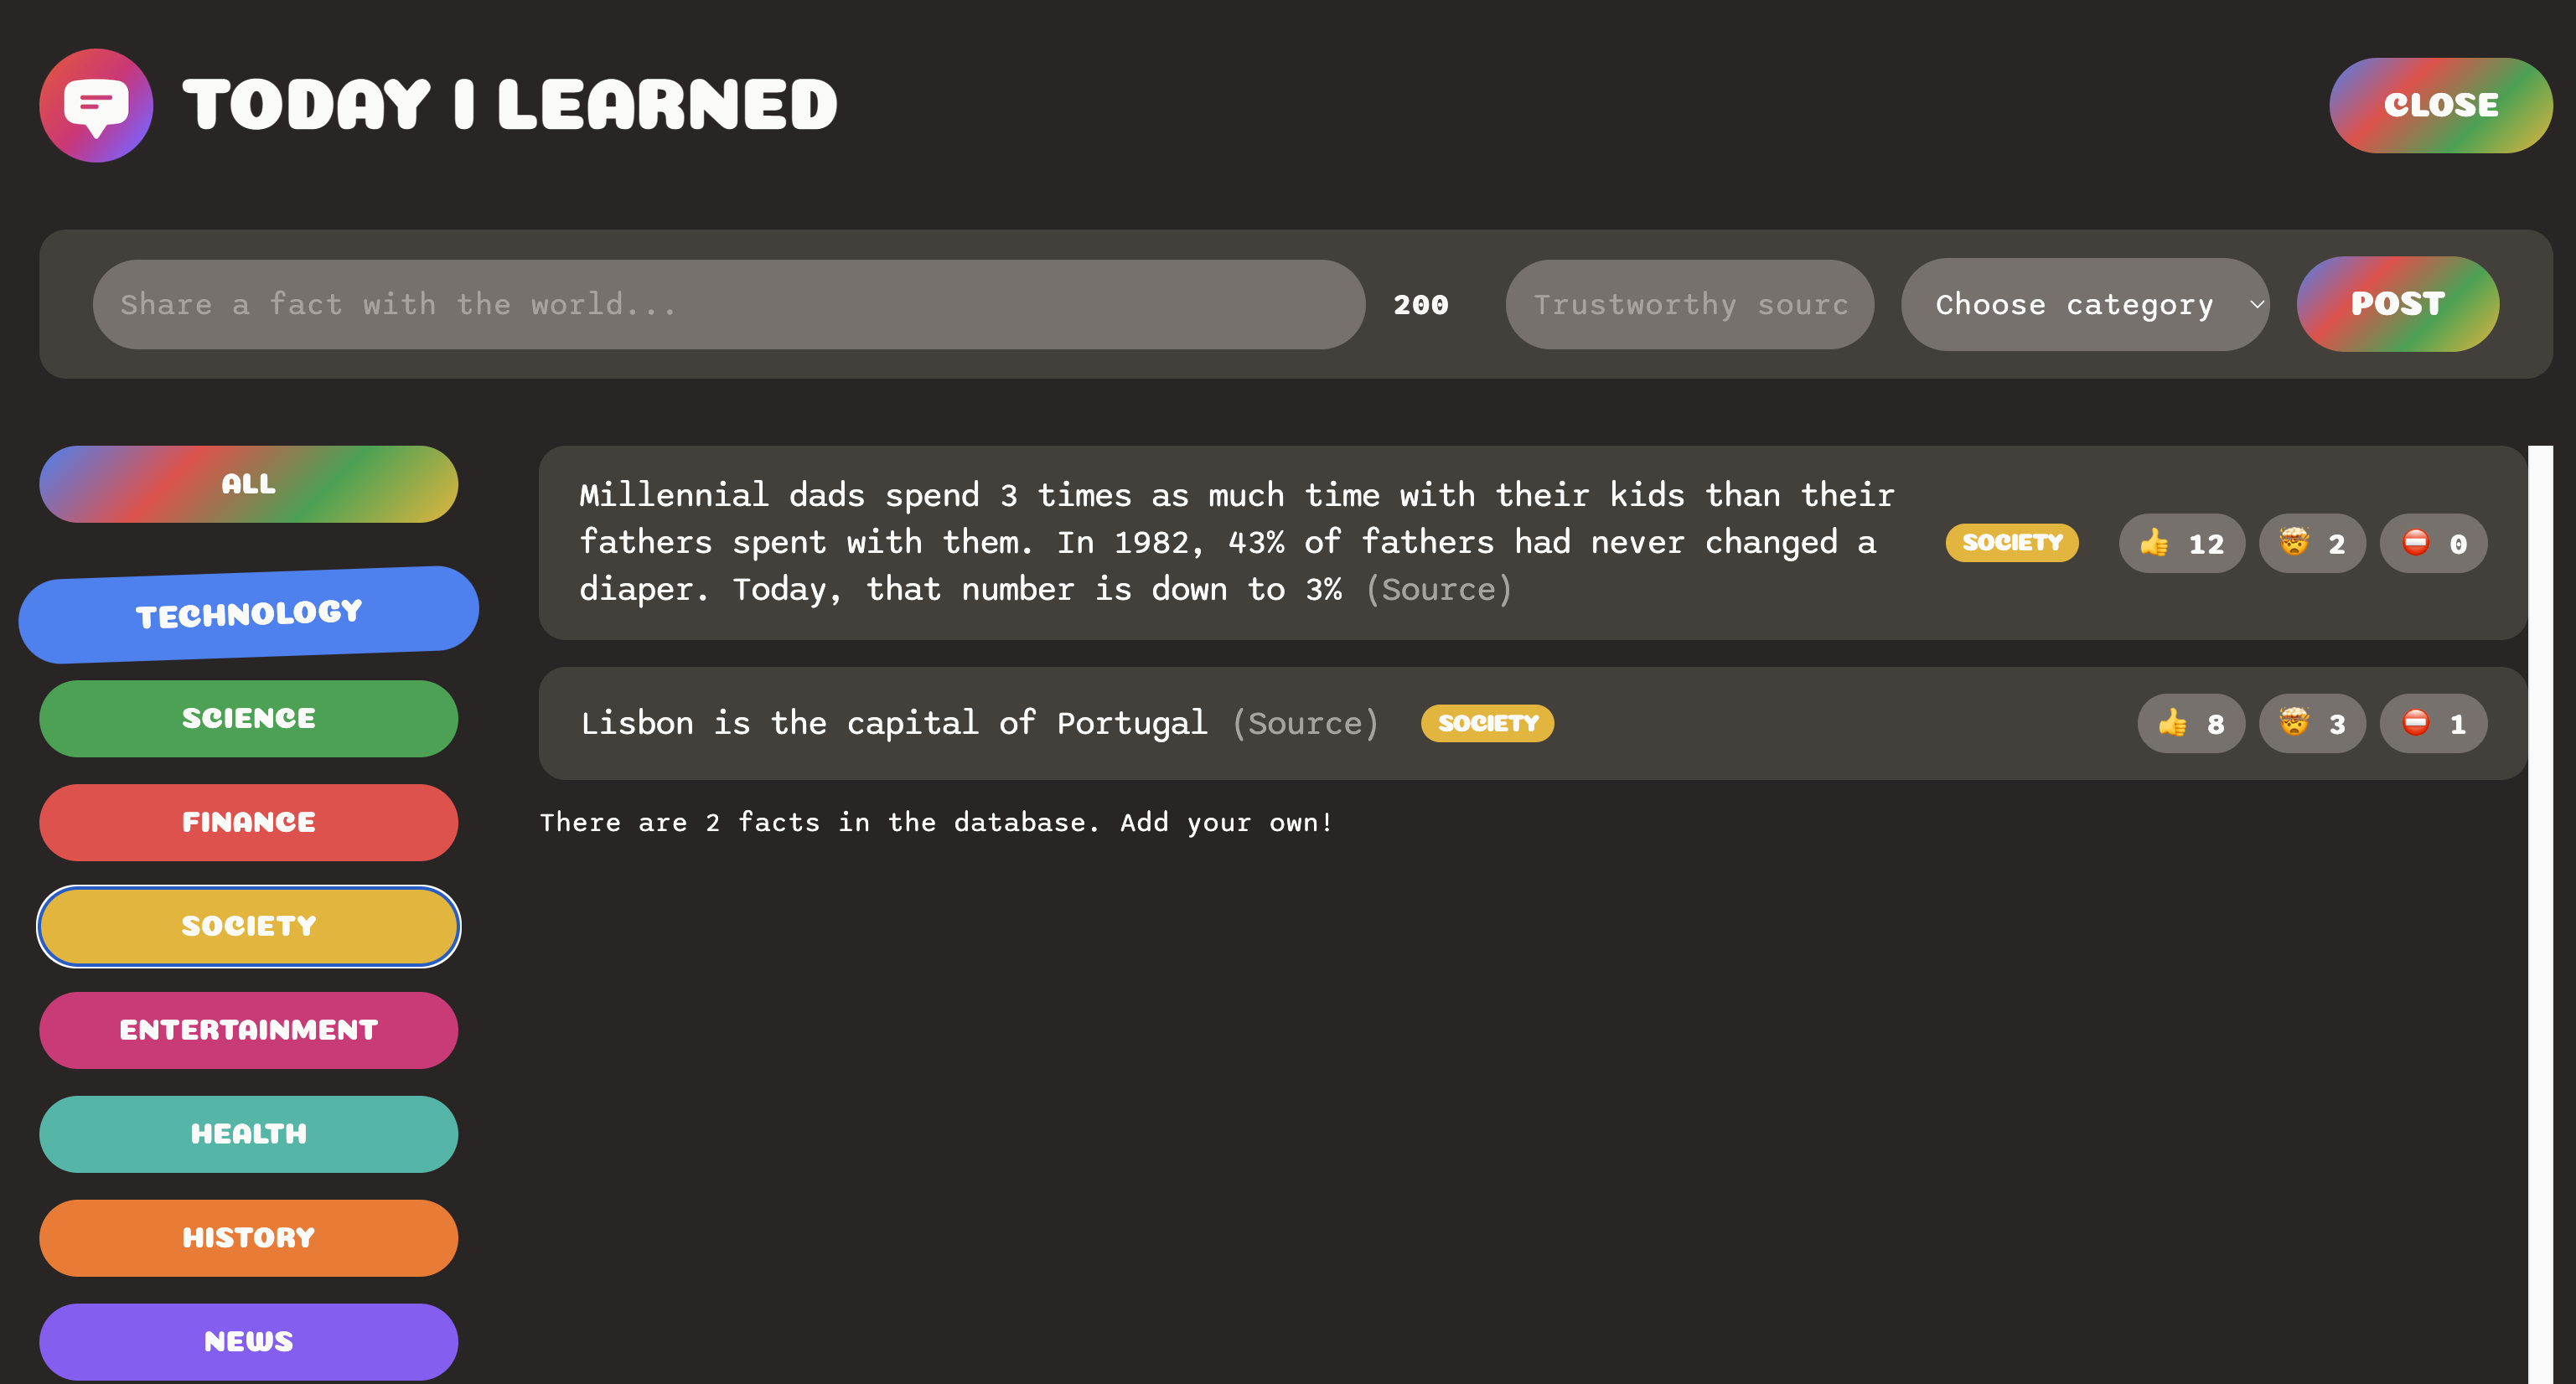 TODAY I LEARNED
CLOSE
Share a fact with the world...
200
Trustworthy sourc
Choose category
POST
ALL
TECHNOLOGY
SCIENCE
FINANCE
SOCIETY
ENTERTAINMENT
HEALTH
HISTORY
NEWS
Millennial dads spend 3 times as much time with their kids than their
fathers spent with them. In 1982, 43% of fathers had never changed a
diaper. Today, that number is down to 3% (Source)
SOCIETY
👍 12
🤯 2
⛔️ 0
Lisbon is the capital of Portugal (Source)
SOCIETY
👍 8
🤯 3
⛔️ 1
There are 2 facts in the database. Add your own!